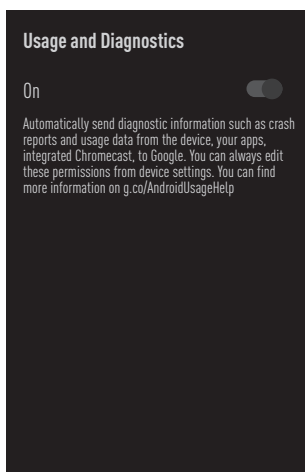 Usage and Diagnostics
On
Automatically send diagnostic information such as crash
reports and usage data from the device, your apps,
integrated Chromecast, to Google. You can always edit
these permissions from device settings. You can find
more information on g.co/AndroidUsageHelp